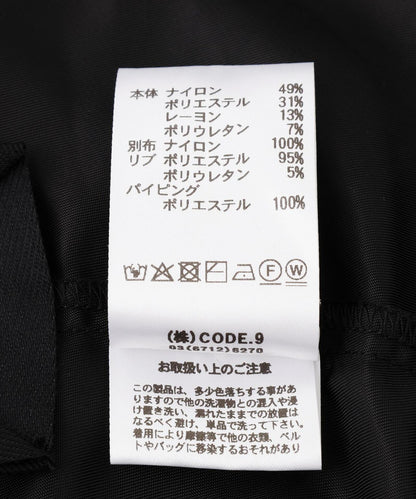 本体 ナイロン 49%
ポリエステル 31%
レーヨン 13%
ポリウレタン 7%
別布 ナイロン 100%
リブ ポリエステル 95%
ポリウレタン 5%
パイピング
ポリエステル 100%
F W
(株) CODE.9
03(6712)6270
お取扱い上のご注意
この製品は、多少色落ちする事があ
りますので他の洗濯物との混入や浸
け置き洗い、濡れたままでの放置は
なるべく避け、単品で洗って下さい。
着用により摩擦等で他の衣類、ベルト
やバッグに移染するおそれがあり